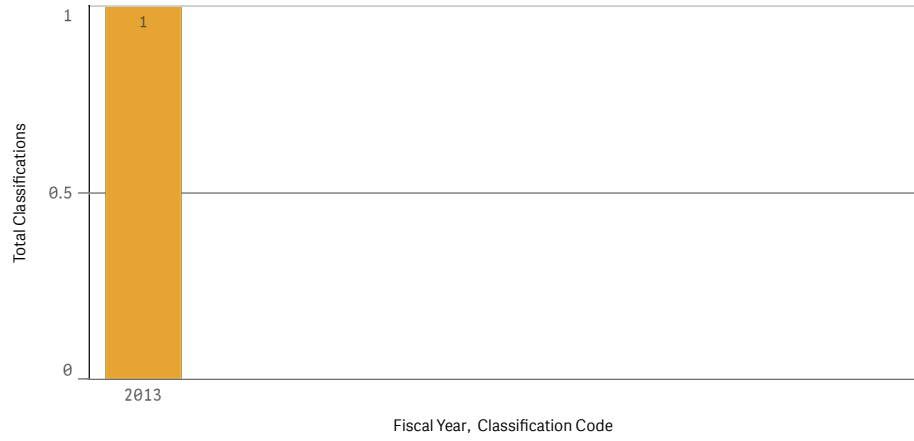 1
1
Total Classifications
0.5
0
2013
Fiscal Year, Classification Code